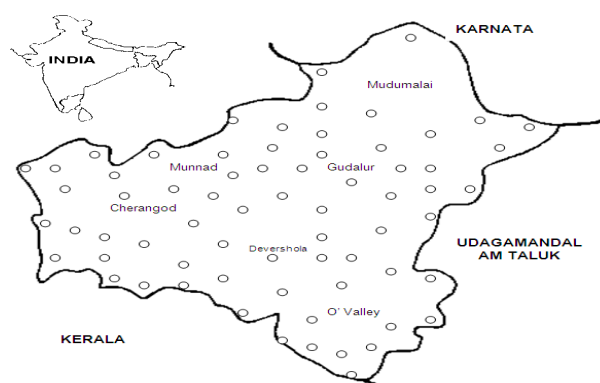 KARNATA
INDIA
Mudumalai
Munnad
Gudalur
Cherangod
Devershola
UDAGAMANDAL
AM TALUK
O' Valley
KERALA